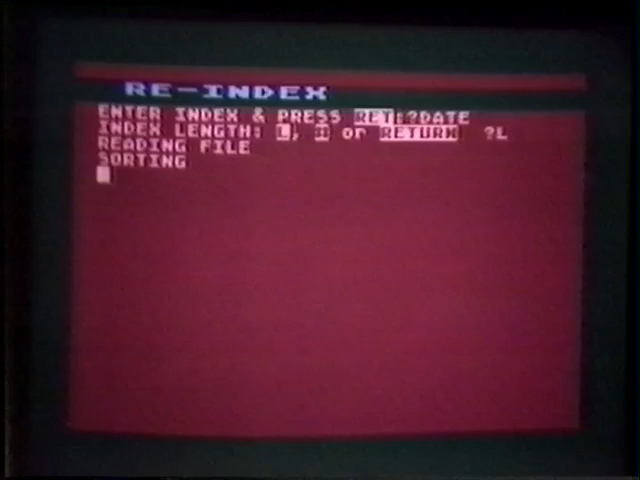 RE-INDEX
ENTER INDEX & PRESS RET:?DATE
INDEX LENGTH: L, # or RETURN ?L
READING FILE
SORTING